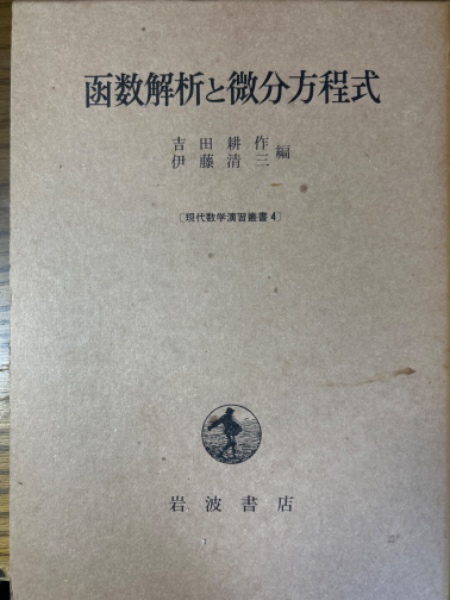 函数解析と微分方程式
吉田耕作
伊藤清三 編
〔現代数学演習叢書 4〕
岩波書店